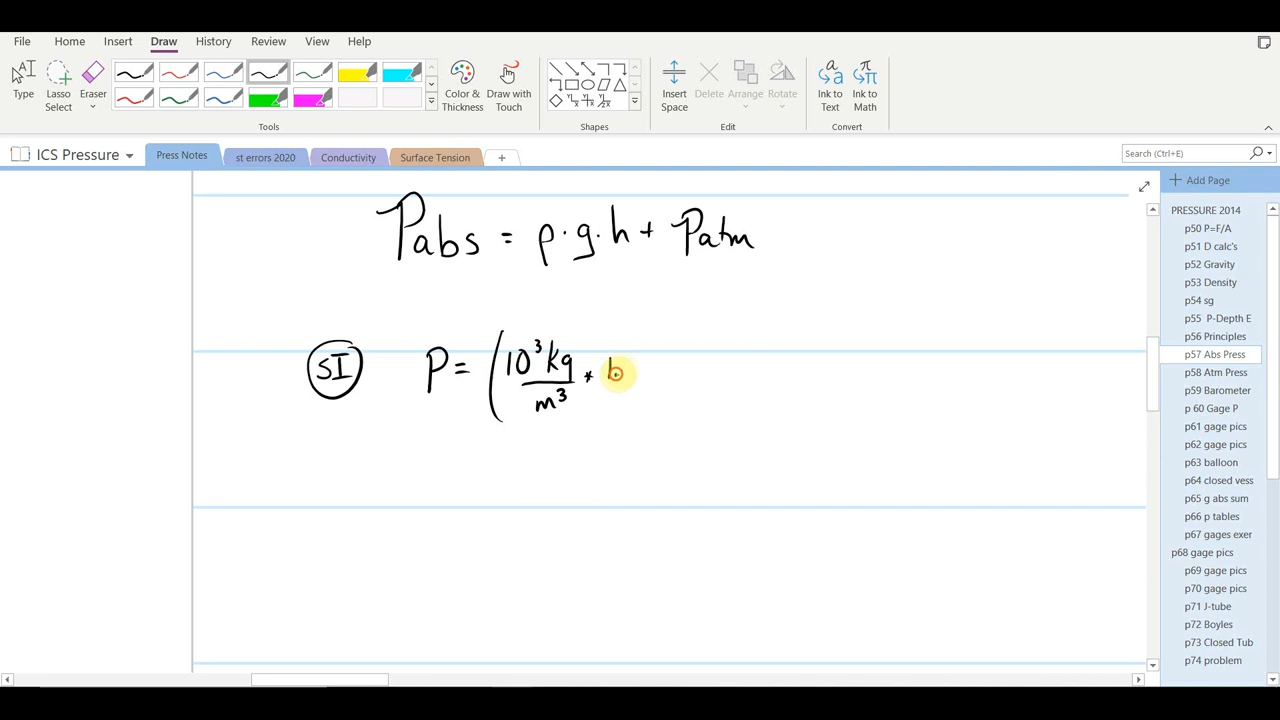 File Home Insert Draw History Review View Help
Type
Lasso Select
Eraser
Color & Thickness
Draw with Touch
Insert Space
Delete
Arrange
Rotate
Ink to Text
Ink to Math
Tools
Shapes
Edit
Convert
ICS Pressure
Press Notes
st errors 2020
Conductivity
Surface Tension
+
Search (Ctrl+E)
Add Page
Pabs = ρ·g·h + Patm
SI P = (10³ kg / m³ *
PRESSURE 2014
p50 P=F/A
p51 D calc's
p52 Gravity
p53 Density
p54 sg
p55 P-Depth E
p56 Principles
p57 Abs Press
p58 Atm Press
p59 Barometer
p 60 Gage P
p61 gage pics
p62 gage pics
p63 balloon
p64 closed vess
p65 g abs sum
p66 p tables
p67 gages exer
p68 gage pics
p69 gage pics
p70 gage pics
p71 J-tube
p72 Boyles
p73 Closed Tub
p74 problem